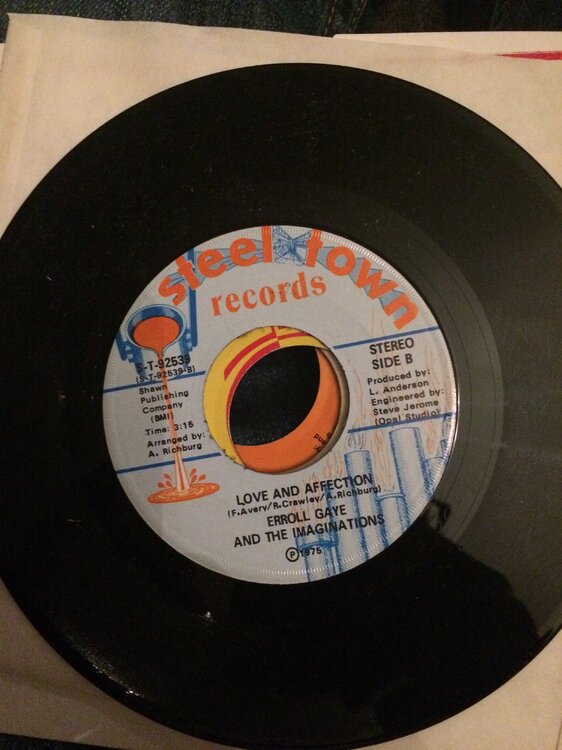 steel town
records
S-T-92539
(S-T-92539-B)
Shawn
Publishing
Company
(BMI)
Time: 3:15
Arranged by:
A. Richburg
STEREO
SIDE B
Produced by:
L. Anderson
Engineered by:
Steve Jerome
(Opal Studio)
LOVE AND AFFECTION
(F.Avery/R.Crawley/A.Richburg)
ERROLL GAYE
AND THE IMAGINATIONS
Ⓟ1976